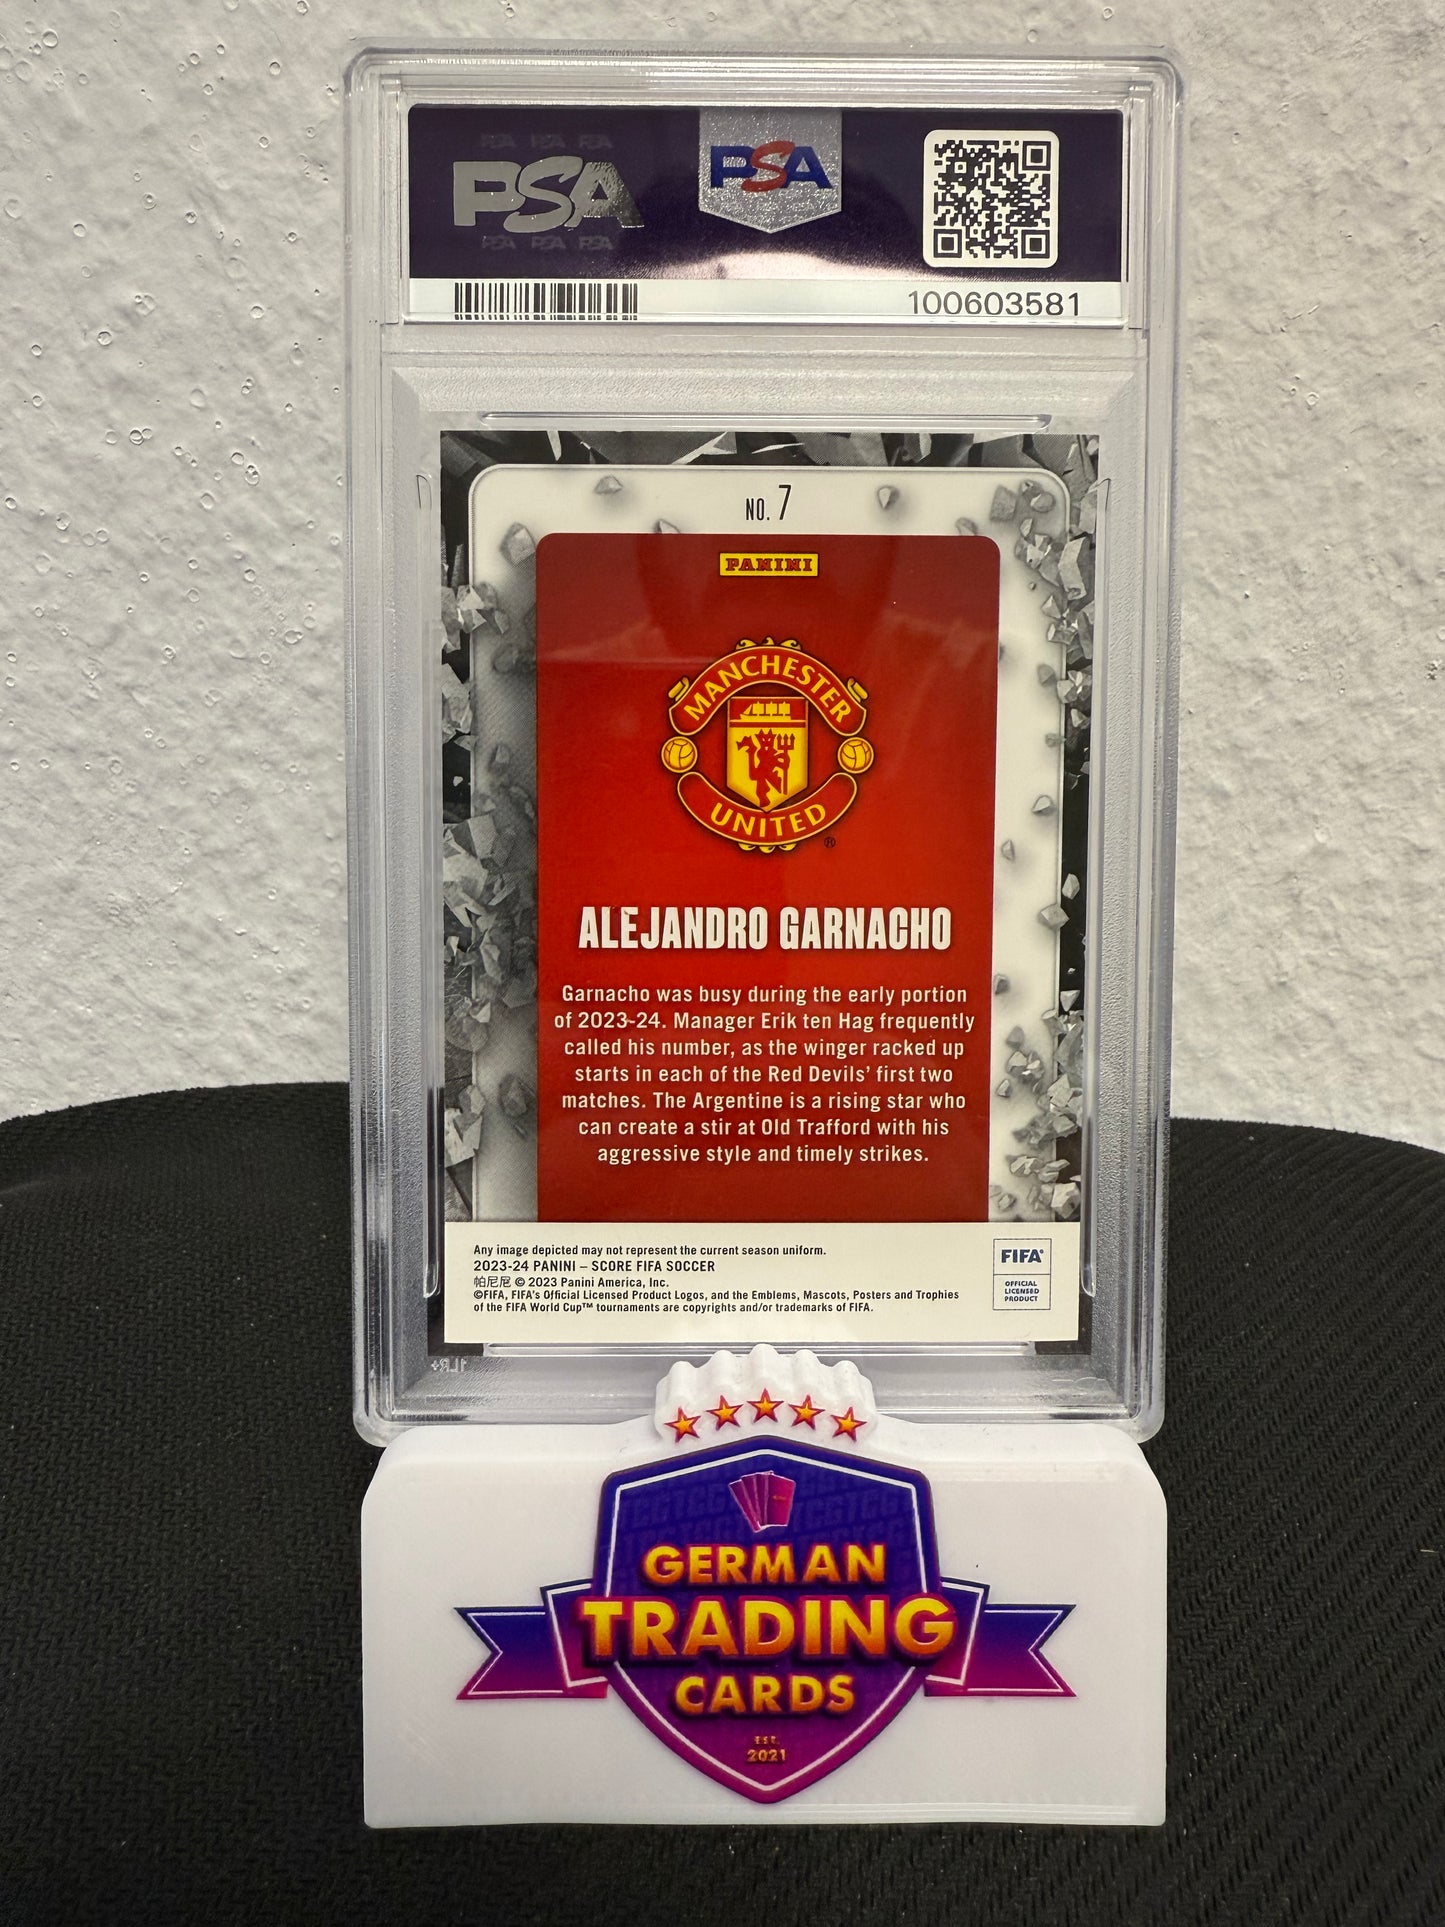 PSA PSA PSA
PSA
PSA PSA PSA
PSA
100603581
NO. 7
PANINI
MANCHESTER
UNITED
®
ALEJANDRO GARNACHO
Garnacho was busy during the early portion
of 2023-24. Manager Erik ten Hag frequently
called his number, as the winger racked up
starts in each of the Red Devils’ first two
matches. The Argentine is a rising star who
can create a stir at Old Trafford with his
aggressive style and timely strikes.
Any image depicted may not represent the current season uniform.
2023-24 PANINI – SCORE FIFA SOCCER
帕尼尼 © 2023 Panini America, Inc.
©FIFA, FIFA's Official Licensed Product Logos, and the Emblems, Mascots, Posters and Trophies
of the FIFA World Cup™ tournaments are copyrights and/or trademarks of FIFA.
FIFA®
OFFICIAL
LICENSED
PRODUCT
GERMAN
TRADING
CARDS
EST.
2021